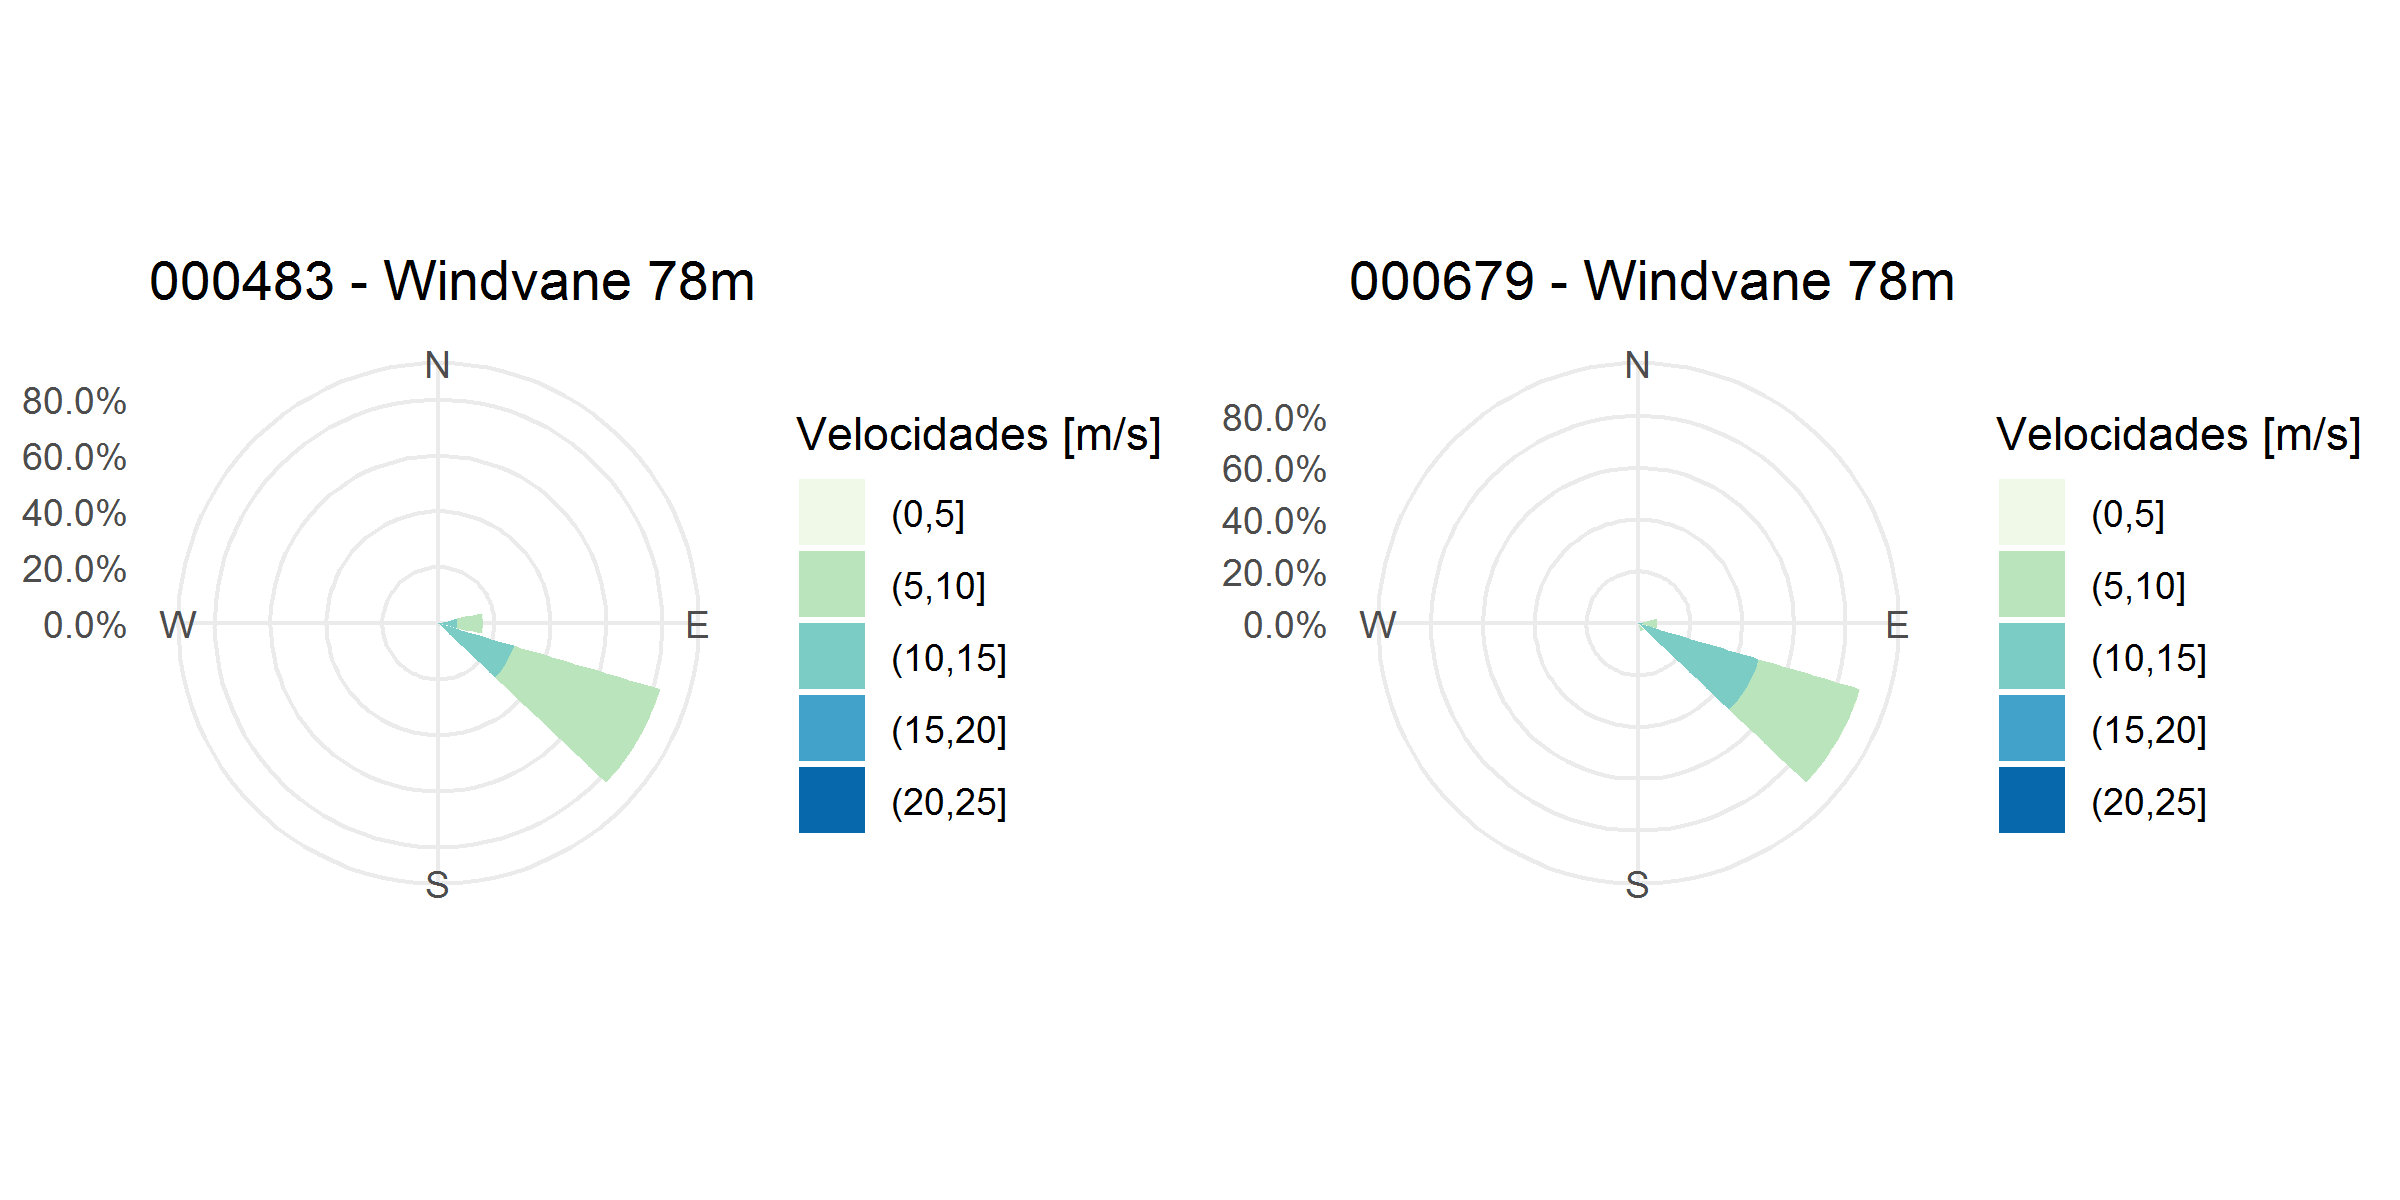 000483 - Windvane 78m
N
80.0%
60.0%
40.0%
20.0%
0.0%
W
E
S
Velocidades [m/s]
(0,5]
(5,10]
(10,15]
(15,20]
(20,25]
000679 - Windvane 78m
N
80.0%
60.0%
40.0%
20.0%
0.0%
W
E
S
Velocidades [m/s]
(0,5]
(5,10]
(10,15]
(15,20]
(20,25]